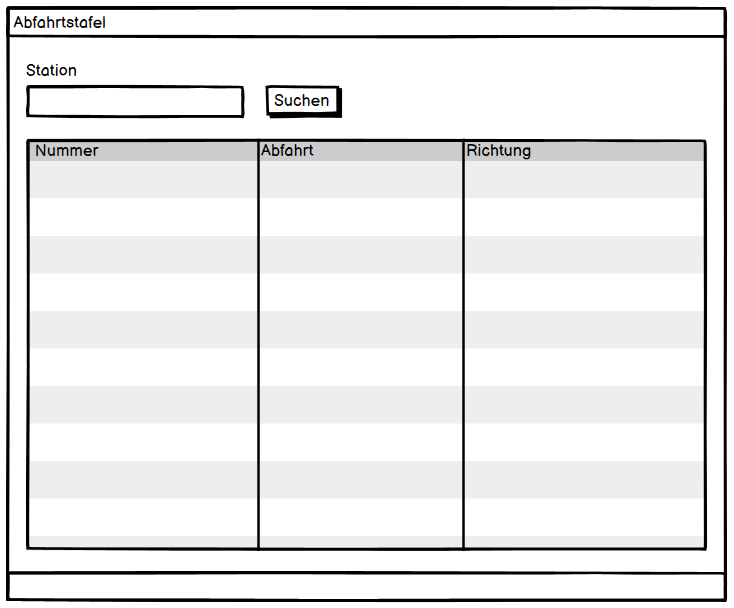 Abfahrtstafel
Station
Suchen
Nummer Abfahrt Richtung